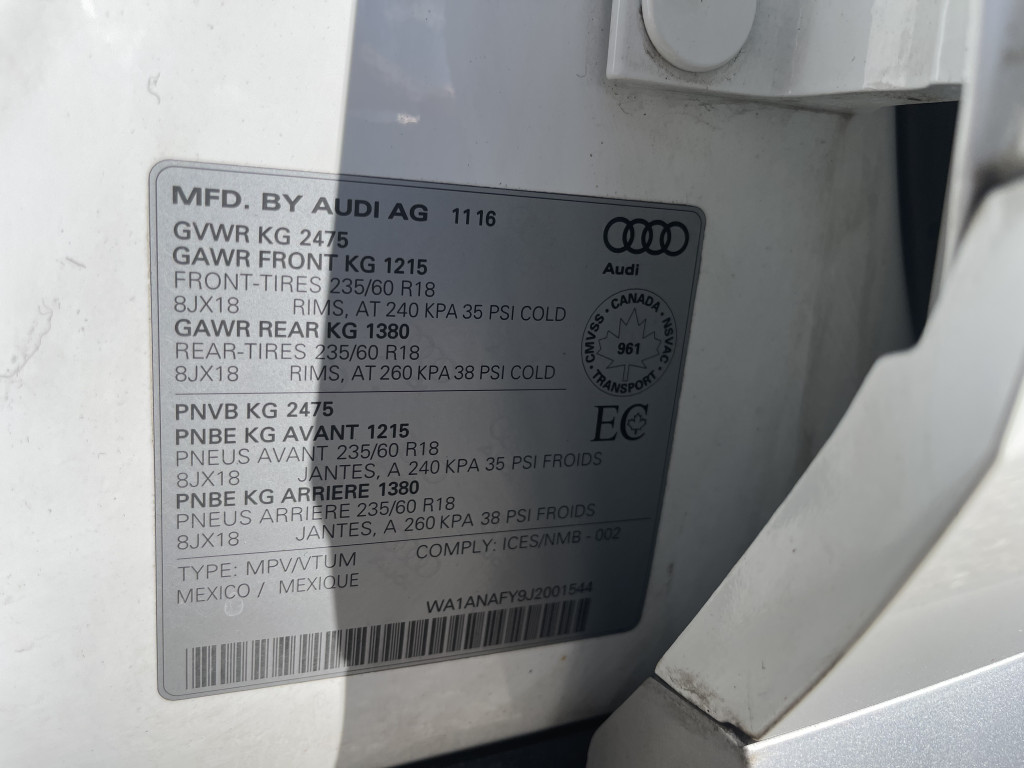 MFD. BY AUDI AG 11 16
GVWR KG 2475
GAWR FRONT KG 1215
FRONT-TIRES 235/60 R18
8JX18 RIMS, AT 240 KPA 35 PSI COLD
GAWR REAR KG 1380
REAR-TIRES 235/60 R18
8JX18 RIMS, AT 260 KPA 38 PSI COLD
Audi
CANADA
CMVSS · NSVAC
961
TRANSPORT
PNVB KG 2475
PNBE KG AVANT 1215
PNEUS AVANT 235/60 R18
8JX18 JANTES, A 240 KPA 35 PSI FROIDS
PNBE KG ARRIERE 1380
PNEUS ARRIERE 235/60 R18
8JX18 JANTES, A 260 KPA 38 PSI FROIDS
EC
TYPE: MPV/VTUM COMPLY: ICES/NMB - 002
MEXICO / MEXIQUE
WA1ANAFY9J2001544